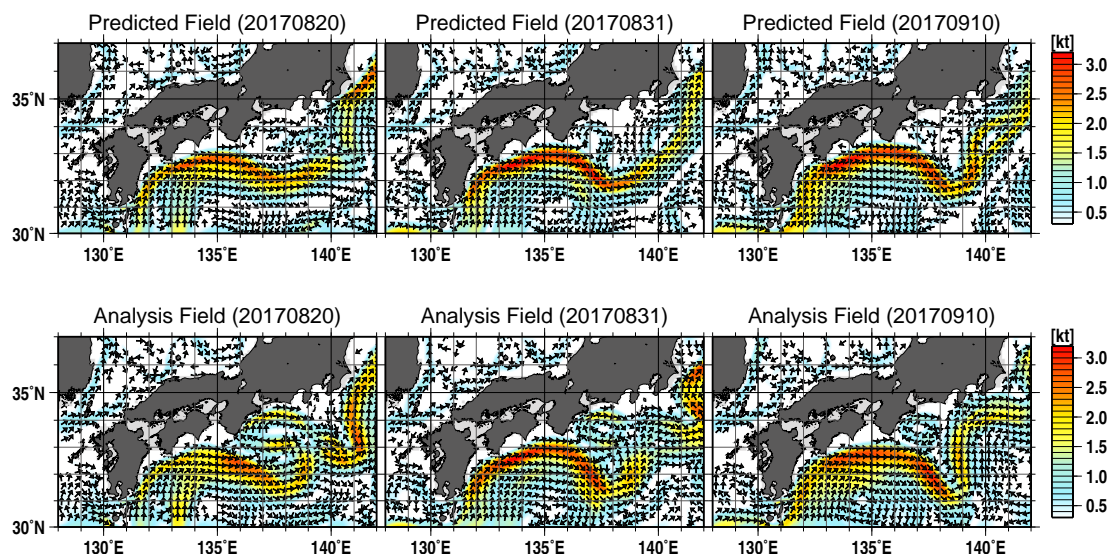 Predicted Field (20170820) Predicted Field (20170831) Predicted Field (20170910)
[kt]
35˚N 3.0
2.5
2.0
1.5
1.0
0.5
30˚N
130˚E 135˚E 140˚E 130˚E 135˚E 140˚E 130˚E 135˚E 140˚E
Analysis Field (20170820) Analysis Field (20170831) Analysis Field (20170910)
[kt]
35˚N 3.0
2.5
2.0
1.5
1.0
0.5
30˚N
130˚E 135˚E 140˚E 130˚E 135˚E 140˚E 130˚E 135˚E 140˚E